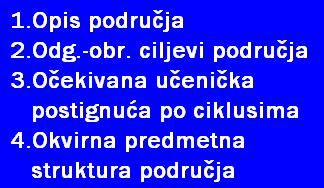 1.Opis područja
2.Odg.-obr. ciljevi područja
3.Očekivana učenička
postignuća po ciklusima
4.Okvirna predmetna
struktura područja